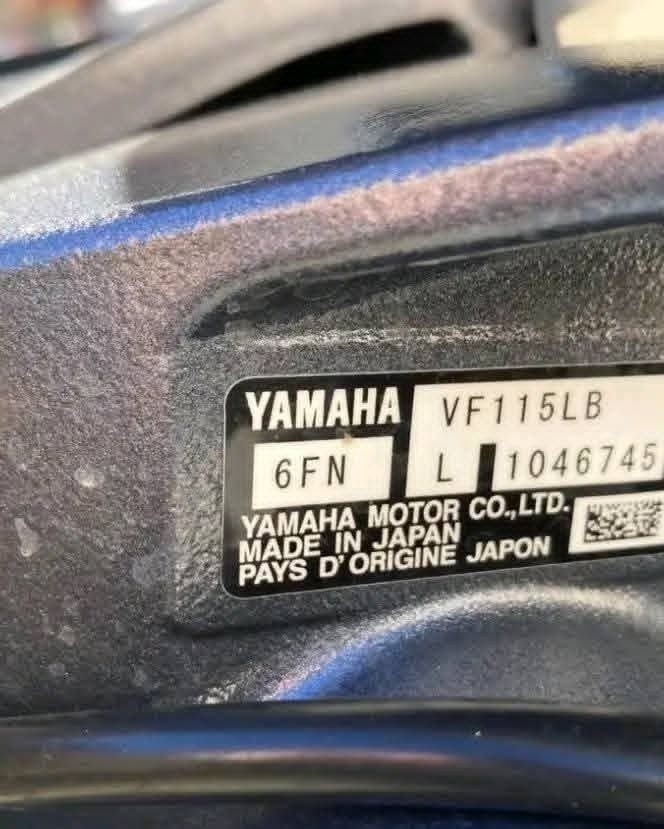 YAMAHA VF115LB
6FN L 1046745
YAMAHA MOTOR CO.,LTD.
MADE IN JAPAN
PAYS D'ORIGINE JAPON